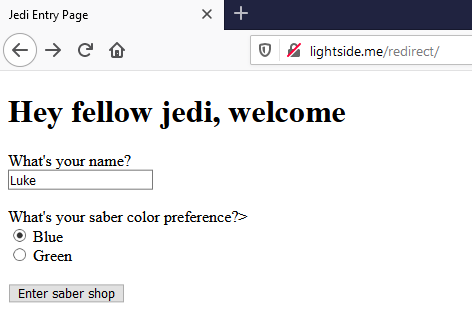 Jedi Entry Page
lightside.me/redirect/
Hey fellow jedi, welcome
What's your name?
Luke
What's your saber color preference?>
Blue
Green
Enter saber shop